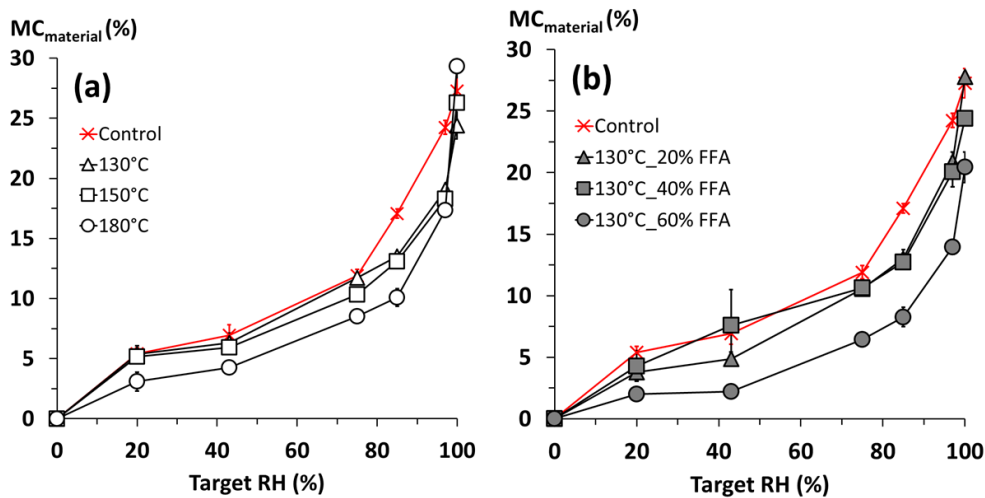 MCmaterial (%)
30
25
20
15
10
5
0
(a)
Control
130°C
150°C
180°C
0 20 40 60 80 100
Target RH (%)
MCmaterial (%)
30
25
20
15
10
5
0
(b)
Control
130°C_20% FFA
130°C_40% FFA
130°C_60% FFA
0 20 40 60 80 100
Target RH (%)